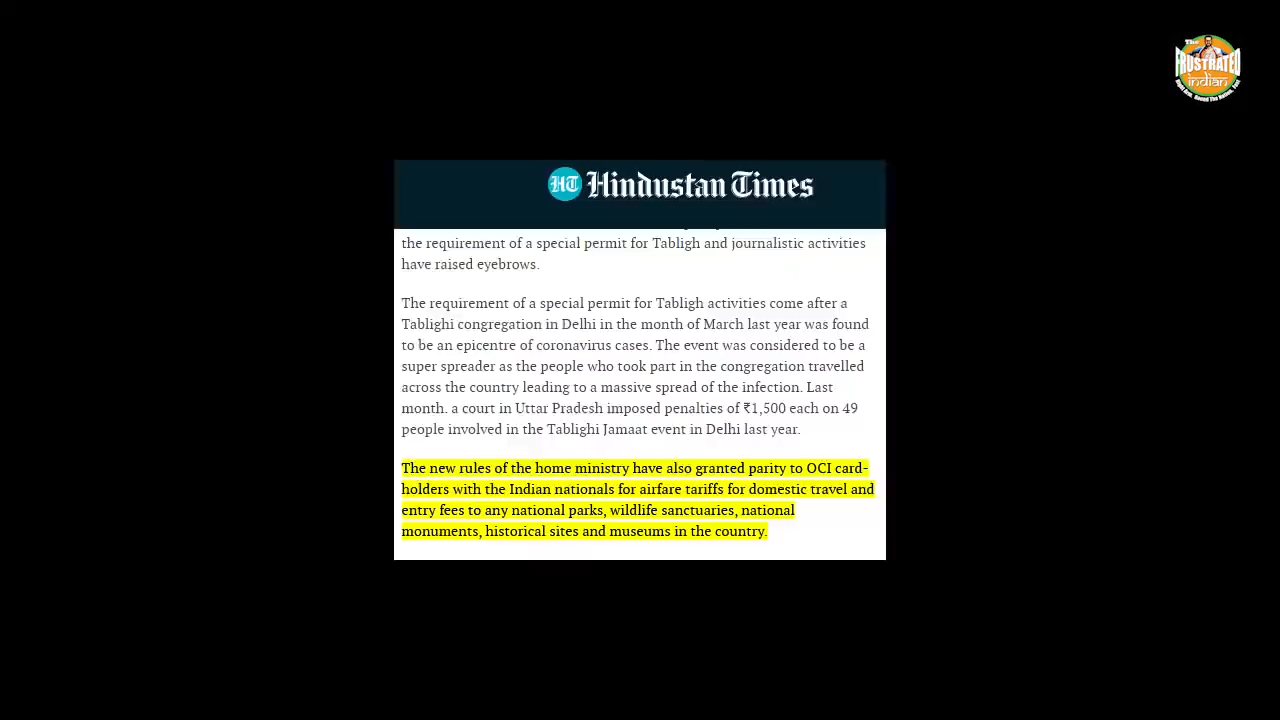 The
FRUSTRATED
indian
HT Hindustan Times
the requirement of a special permit for Tabligh and journalistic activities
have raised eyebrows.
The requirement of a special permit for Tabligh activities come after a
Tablighi congregation in Delhi in the month of March last year was found
to be an epicentre of coronavirus cases. The event was considered to be a
super spreader as the people who took part in the congregation travelled
across the country leading to a massive spread of the infection. Last
month. a court in Uttar Pradesh imposed penalties of ₹1,500 each on 49
people involved in the Tablighi Jamaat event in Delhi last year.
The new rules of the home ministry have also granted parity to OCI card-
holders with the Indian nationals for airfare tariffs for domestic travel and
entry fees to any national parks, wildlife sanctuaries, national
monuments, historical sites and museums in the country.